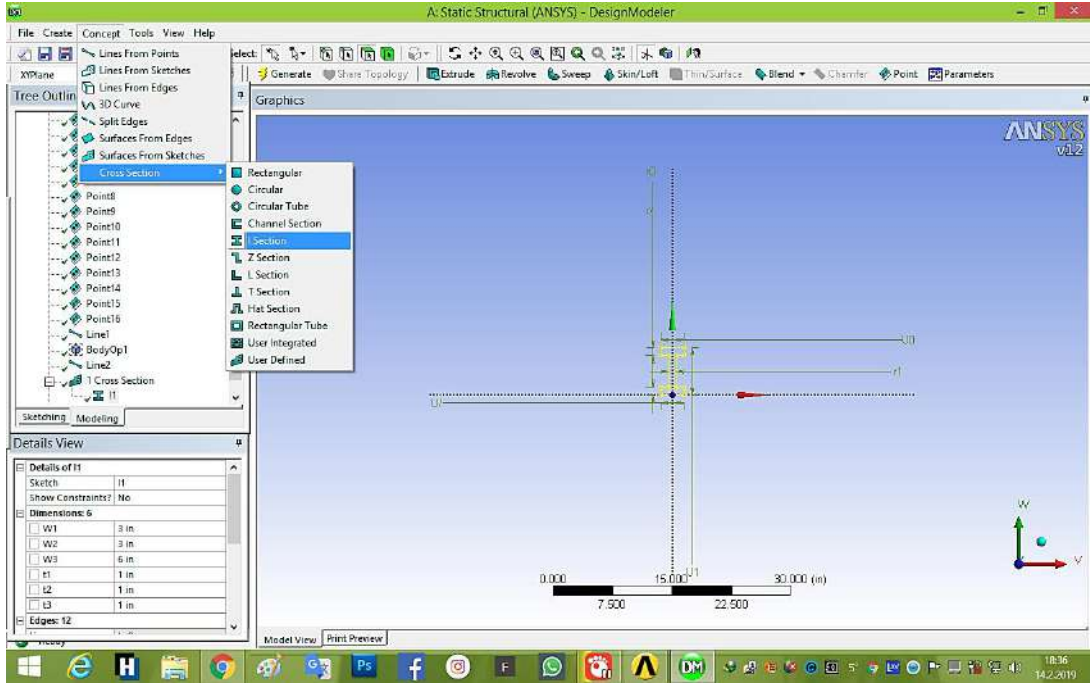 A: Static Structural (ANSYS) - DesignModeler
File Create Concept Tools View Help
Select:
XYPlane
Generate Share Topology Extrude Revolve Sweep Skin/Loft Thin/Surface Blend Chamfer Point Parameters
Tree Outlin
Graphics
Lines From Points
Lines From Sketches
Lines From Edges
3D Curve
Split Edges
Surfaces From Edges
Surfaces From Sketches
Cross Section
Rectangular
Circular
Circular Tube
Channel Section
I Section
Z Section
L Section
T Section
Hat Section
Rectangular Tube
User Integrated
User Defined
Point8
Point9
Point10
Point11
Point12
Point13
Point14
Point15
Point16
Line1
BodyOp1
Line2
1 Cross Section
I1
Sketching Modeling
Details View
Details of I1
Sketch I1
Show Constraints? No
Dimensions: 6
W1 3 in
W2 3 in
W3 6 in
t1 1 in
t2 1 in
t3 1 in
Edges: 12
Ready
ANSYS
v12
W
V
0.000 15.000 30.000 (in)
7.500 22.500
Model View Print Preview
18:36
14.2.2019